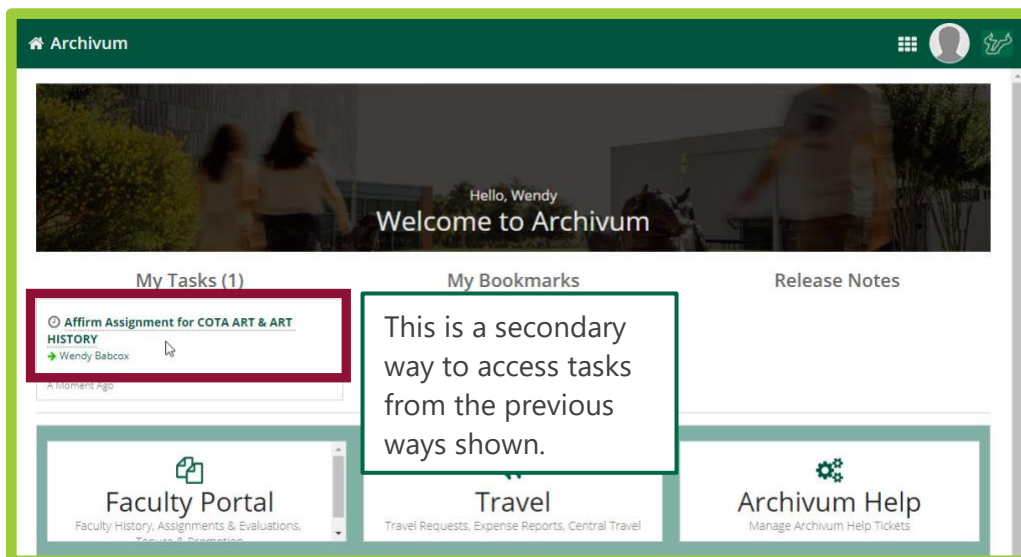 Archivum
Hello, Wendy
Welcome to Archivum
My Tasks (1)
My Bookmarks
Release Notes
Affirm Assignment for COTA ART & ART
HISTORY
Wendy Babcox
A Moment Ago
This is a secondary
way to access tasks
from the previous
ways shown.
Faculty Portal
Faculty History, Assignments & Evaluations,
Tenure & Promotion
Travel
Travel Requests, Expense Reports, Central Travel
Archivum Help
Manage Archivum Help Tickets